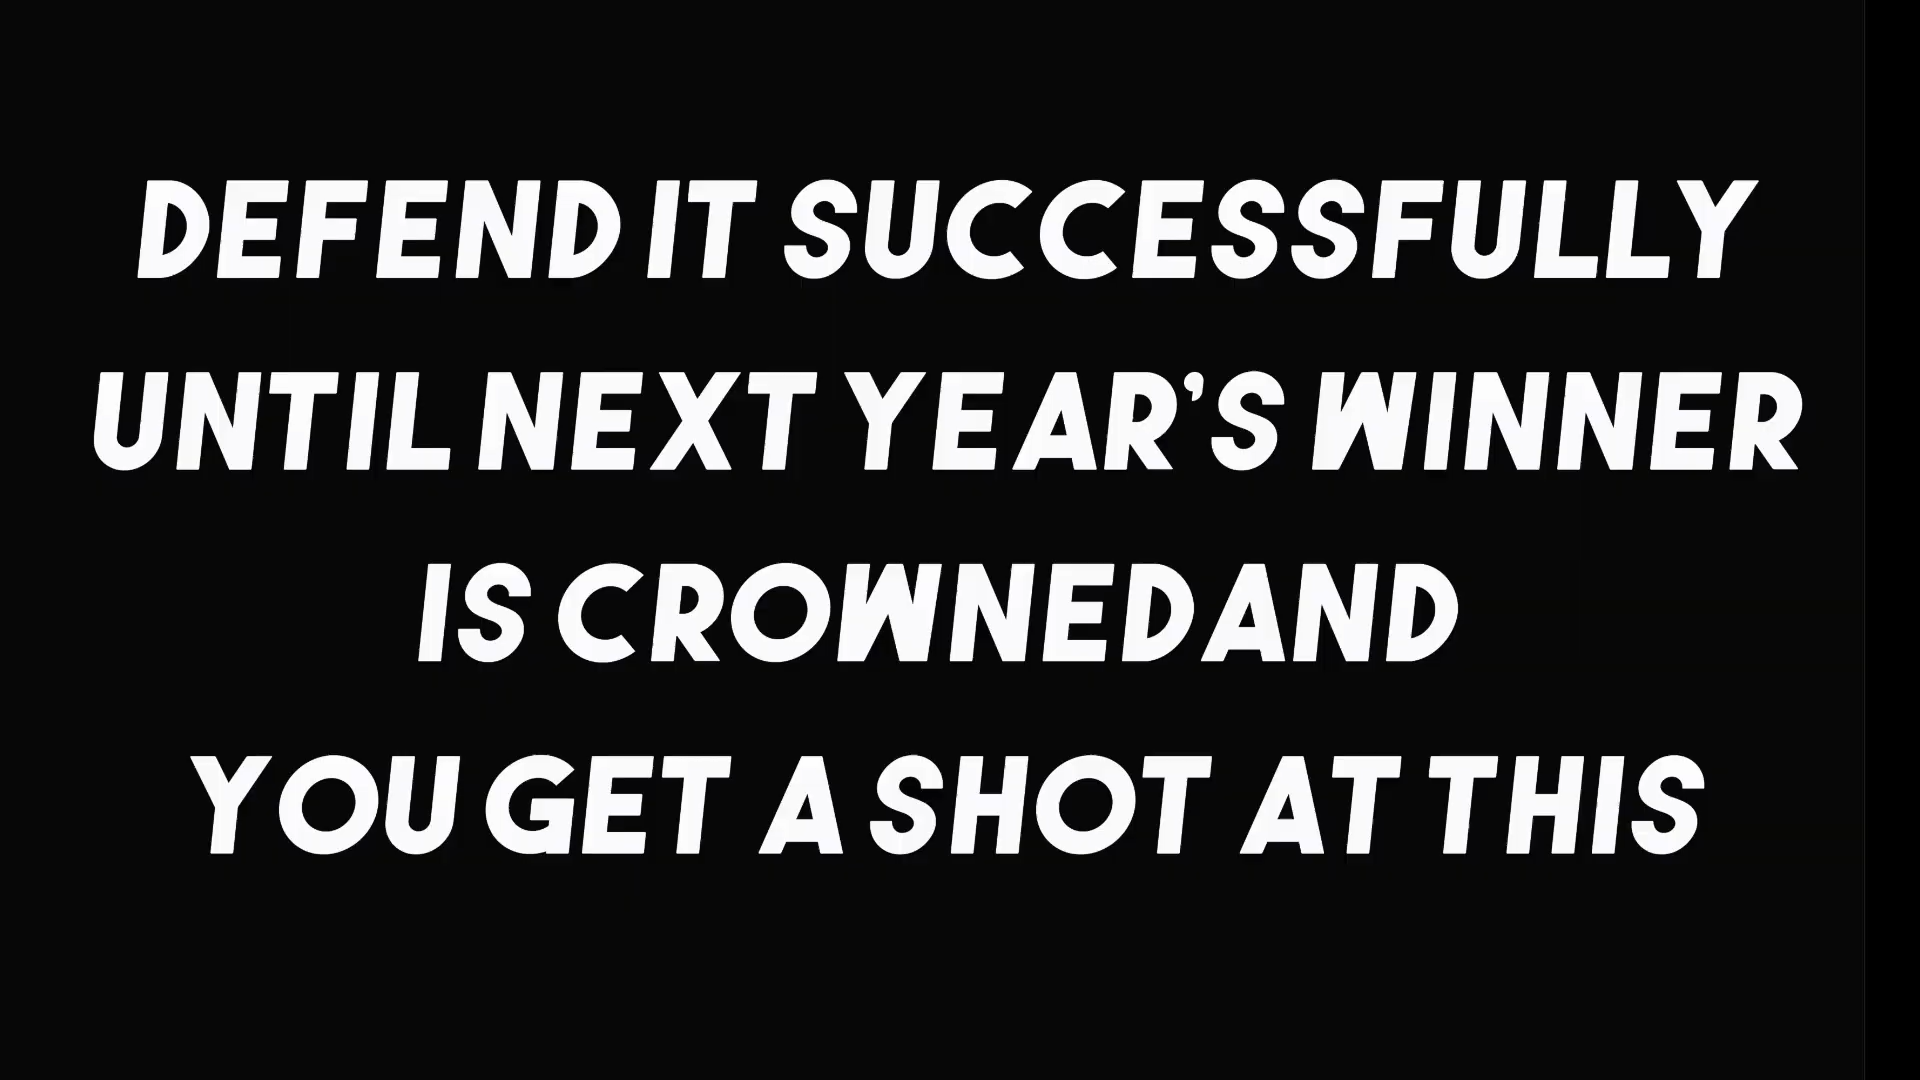 DEFEND IT SUCCESSFULLY
UNTIL NEXT YEAR'S WINNER
IS CROWNED AND
YOU GET A SHOT AT THIS